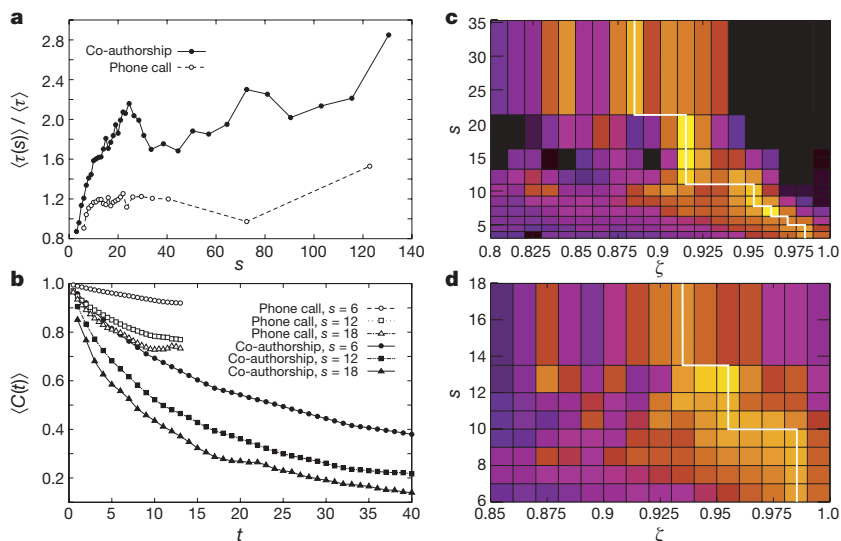 a
Co-authorship
Phone call
⟨τ(s)⟩ / ⟨τ⟩
2.8
2.4
2.0
1.6
1.2
0.8
0 20 40 60 80 100 120 140
s
b
Phone call, s = 6
Phone call, s = 12
Phone call, s = 18
Co-authorship, s = 6
Co-authorship, s = 12
Co-authorship, s = 18
⟨C(t)⟩
1.0
0.8
0.6
0.4
0.2
0 5 10 15 20 25 30 35 40
t
c
s
35
30
25
20
15
10
5
0.8 0.825 0.85 0.875 0.9 0.925 0.95 0.975 1.0
ζ
d
s
18
16
14
12
10
8
6
0.85 0.875 0.9 0.925 0.95 0.975 1.0
ζ